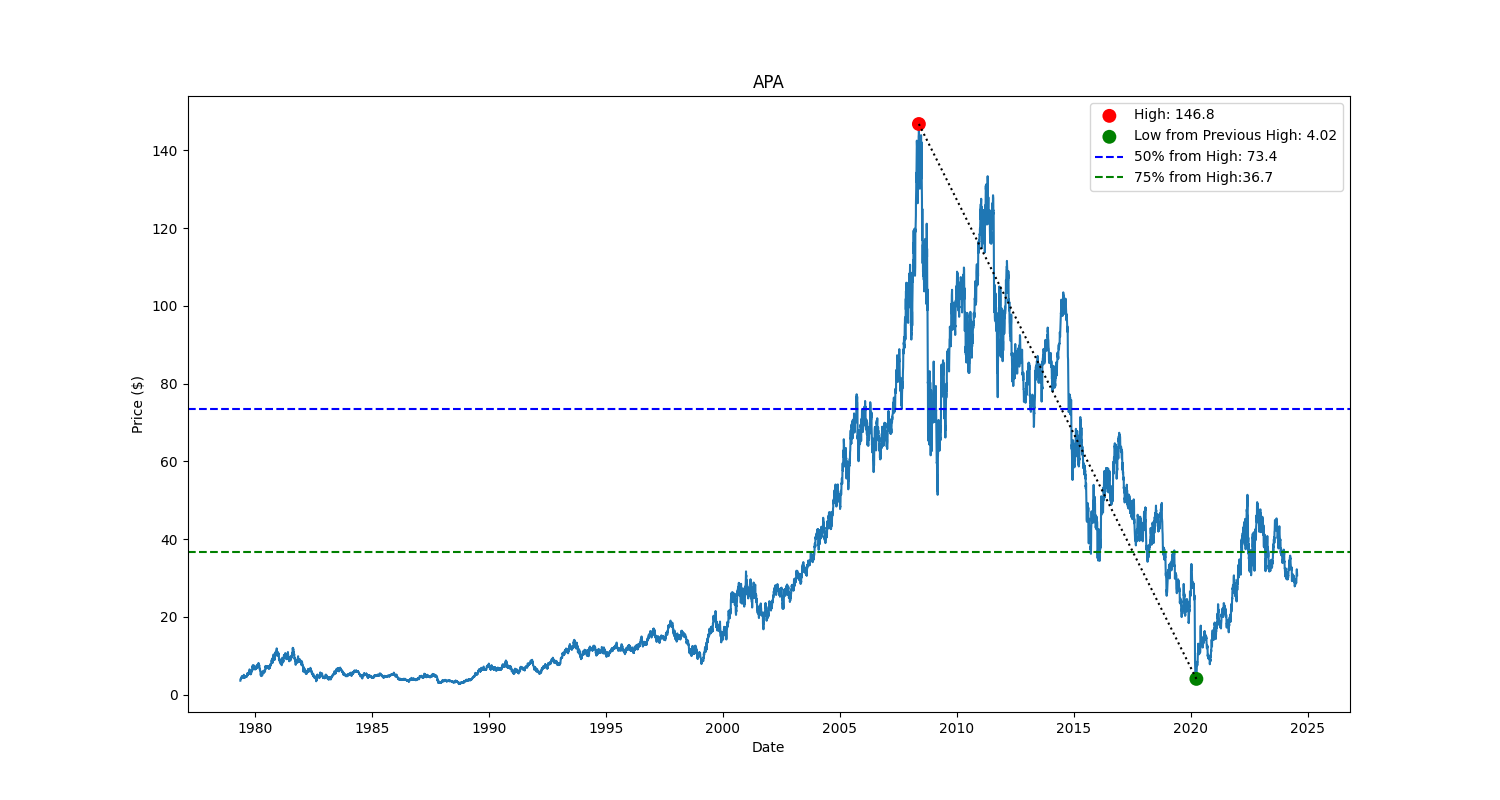 APA
High: 146.8
Low from Previous High: 4.02
50% from High: 73.4
75% from High:36.7
Price ($)
140
120
100
80
60
40
20
0
1980 1985 1990 1995 2000 2005 2010 2015 2020 2025
Date